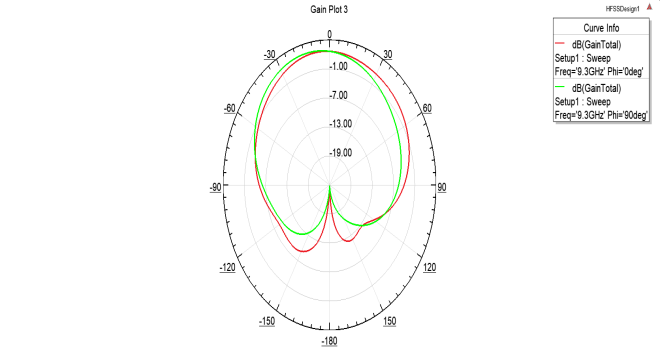 HFSSDesign1
Gain Plot 3
Curve Info
dB(GainTotal)
Setup1 : Sweep
Freq='9.3GHz' Phi='0deg'
dB(GainTotal)
Setup1 : Sweep
Freq='9.3GHz' Phi='90deg'
0
-30
30
-1.00
-60
60
-7.00
-13.00
-19.00
-90
90
-120
120
-150
150
-180